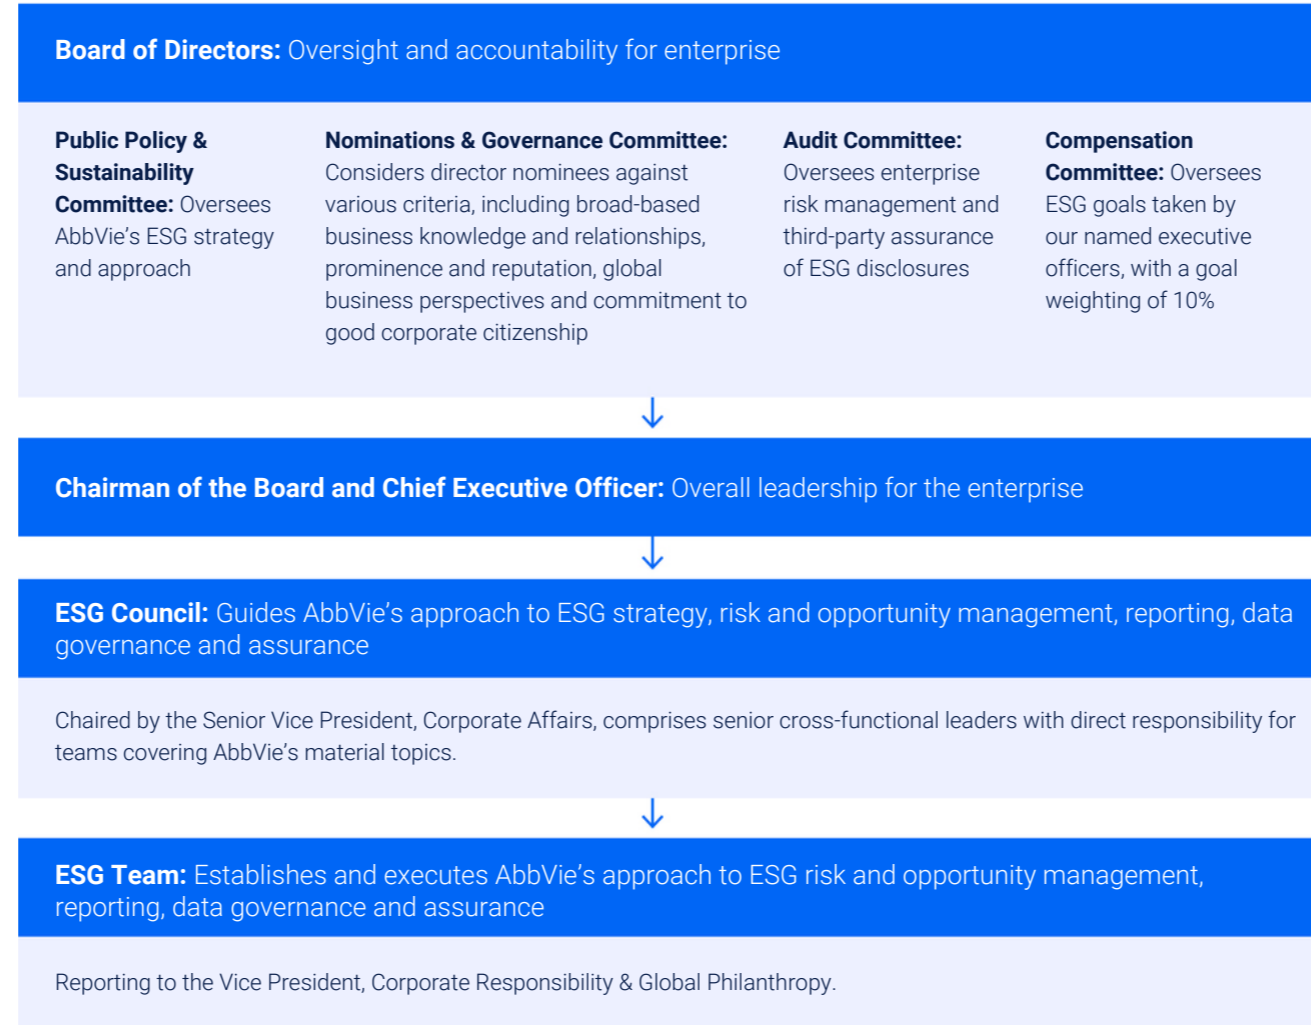 Board of Directors: Oversight and accountability for enterprise
Public Policy &
Sustainability
Committee: Oversees
AbbVie’s ESG strategy
and approach
Nominations & Governance Committee:
Considers director nominees against
various criteria, including broad-based
business knowledge and relationships,
prominence and reputation, global
business perspectives and commitment to
good corporate citizenship
Audit Committee:
Oversees enterprise
risk management and
third-party assurance
of ESG disclosures
Compensation
Committee: Oversees
ESG goals taken by
our named executive
officers, with a goal
weighting of 10%
Chairman of the Board and Chief Executive Officer: Overall leadership for the enterprise
ESG Council: Guides AbbVie’s approach to ESG strategy, risk and opportunity management, reporting, data
governance and assurance
Chaired by the Senior Vice President, Corporate Affairs, comprises senior cross-functional leaders with direct responsibility for
teams covering AbbVie’s material topics.
ESG Team: Establishes and executes AbbVie’s approach to ESG risk and opportunity management,
reporting, data governance and assurance
Reporting to the Vice President, Corporate Responsibility & Global Philanthropy.